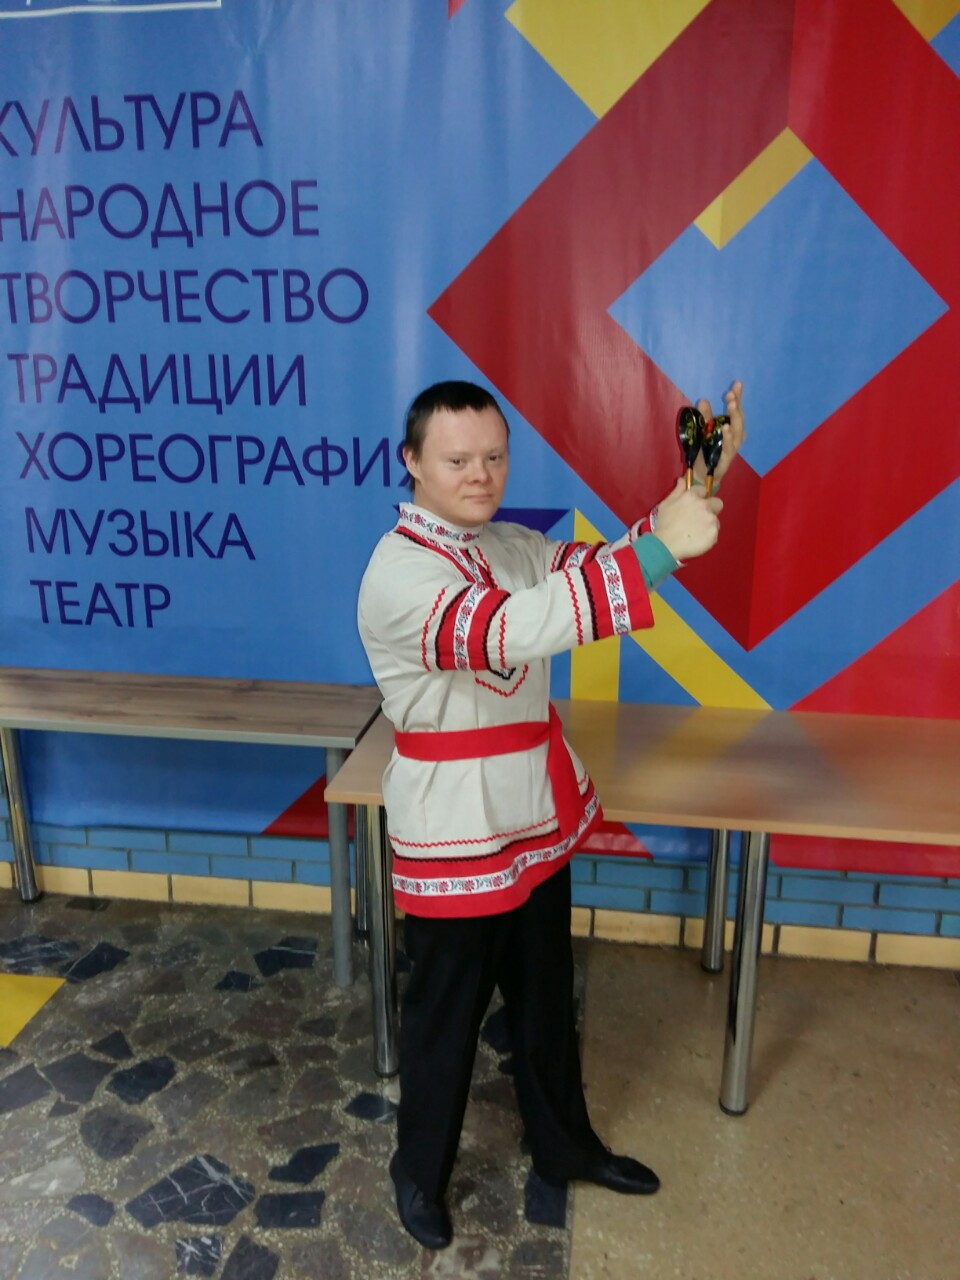 КУЛЬТУРА
НАРОДНОЕ
ТВОРЧЕСТВО
ТРАДИЦИИ
ХОРЕОГРАФИЯ
МУЗЫКА
ТЕАТР